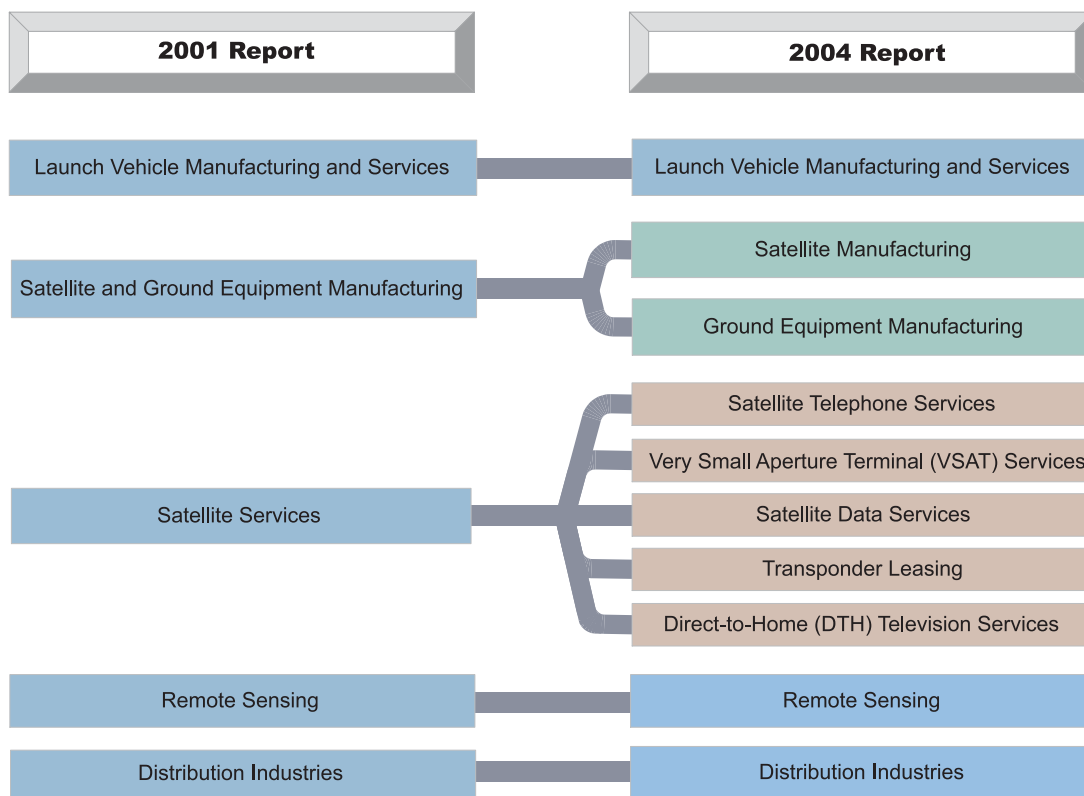 2001 Report
2004 Report
Launch Vehicle Manufacturing and Services
Launch Vehicle Manufacturing and Services
Satellite and Ground Equipment Manufacturing
Satellite Manufacturing
Ground Equipment Manufacturing
Satellite Services
Satellite Telephone Services
Very Small Aperture Terminal (VSAT) Services
Satellite Data Services
Transponder Leasing
Direct-to-Home (DTH) Television Services
Remote Sensing
Remote Sensing
Distribution Industries
Distribution Industries